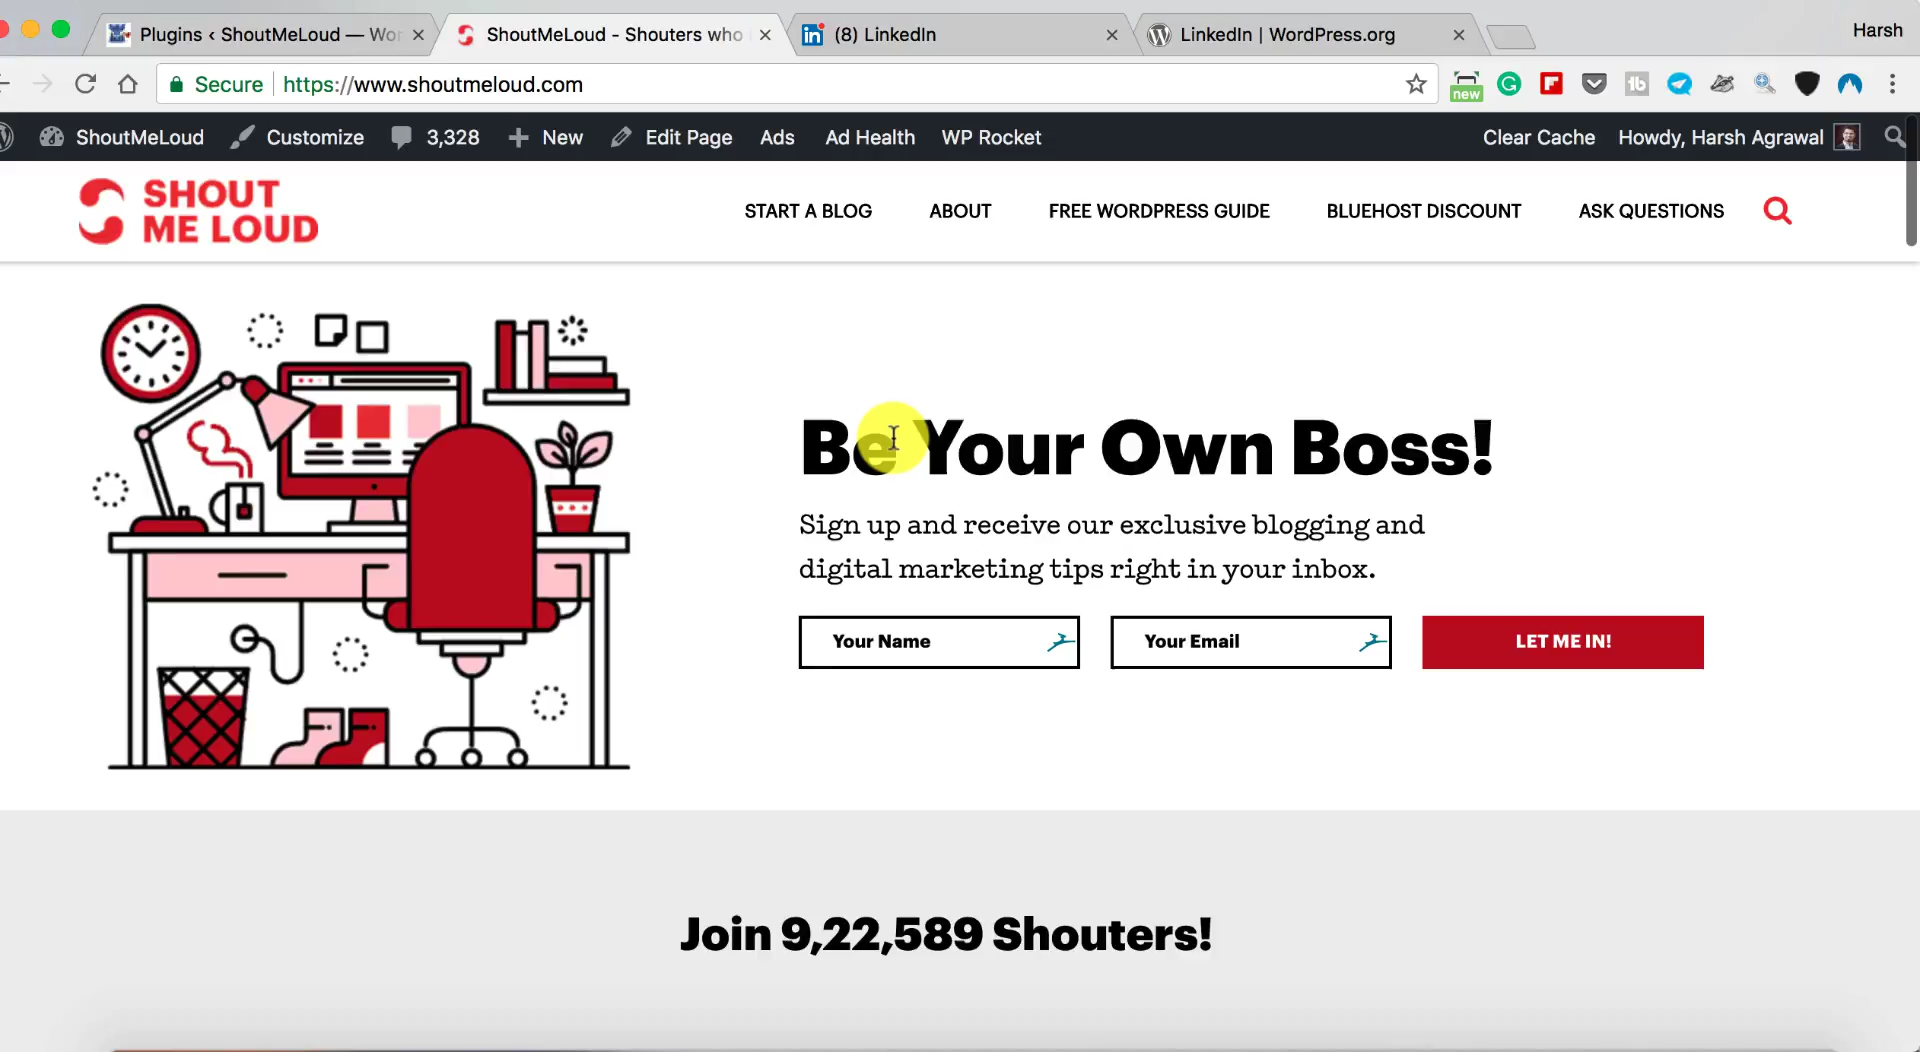 Plugins ‹ ShoutMeLoud — Wor
ShoutMeLoud - Shouters who
(8) LinkedIn
LinkedIn | WordPress.org
Harsh
Secure
https://www.shoutmeloud.com
new
ShoutMeLoud
Customize
3,328
New
Edit Page
Ads
Ad Health
WP Rocket
Clear Cache
Howdy, Harsh Agrawal
SHOUT
ME LOUD
START A BLOG
ABOUT
FREE WORDPRESS GUIDE
BLUEHOST DISCOUNT
ASK QUESTIONS
Be Your Own Boss!
Sign up and receive our exclusive blogging and
digital marketing tips right in your inbox.
Your Name
Your Email
LET ME IN!
Join 9,22,589 Shouters!